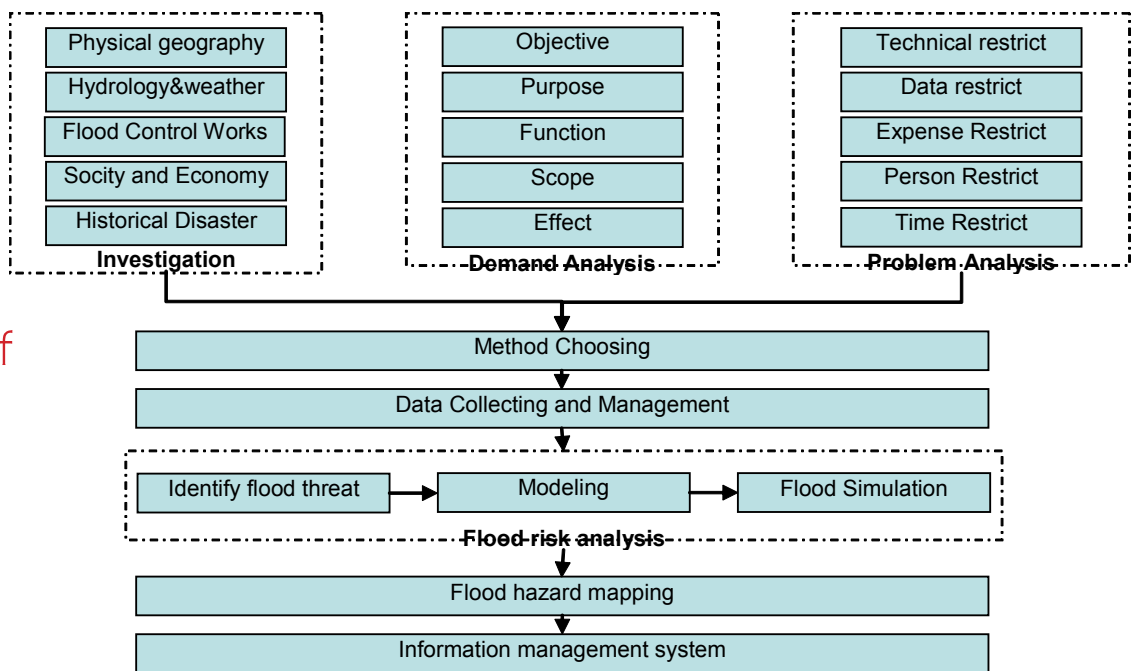 Physical geography
Hydrology&weather
Flood Control Works
Socity and Economy
Historical Disaster
Investigation
Objective
Purpose
Function
Scope
Effect
Demand Analysis
Technical restrict
Data restrict
Expense Restrict
Person Restrict
Time Restrict
Problem Analysis
f
Method Choosing
Data Collecting and Management
Identify flood threat
Modeling
Flood Simulation
Flood risk analysis
Flood hazard mapping
Information management system